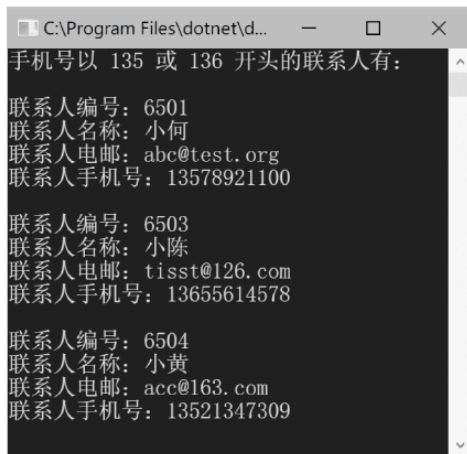 C:\Program Files\dotnet\d...
手机号以 135 或 136 开头的联系人有：
联系人编号：6501
联系人名称：小何
联系人电邮：abc@test.org
联系人手机号：13578921100
联系人编号：6503
联系人名称：小陈
联系人电邮：tisst@126.com
联系人手机号：13655614578
联系人编号：6504
联系人名称：小黄
联系人电邮：acc@163.com
联系人手机号：13521347309